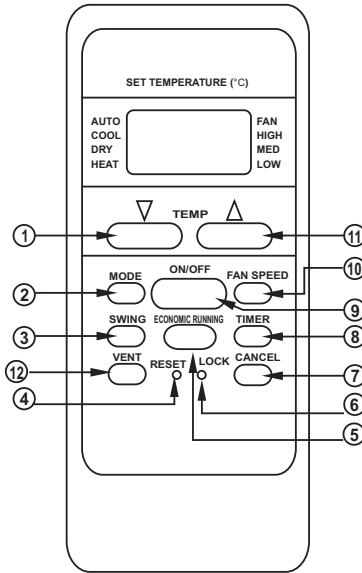 SET TEMPERATURE (°C)
AUTO
COOL
DRY
HEAT
FAN
HIGH
MED
LOW
▽ TEMP △
1
11
ON/OFF
MODE
FAN SPEED
10
2
9
SWING
ECONOMIC RUNNING
TIMER
3
8
VENT
RESET
LOCK
CANCEL
12
7
4
6
5